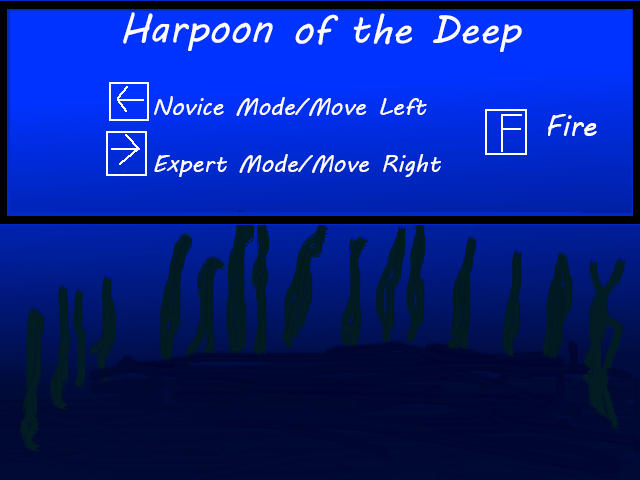 Harpoon of the Deep
← Novice Mode/Move Left
→ Expert Mode/Move Right
F Fire